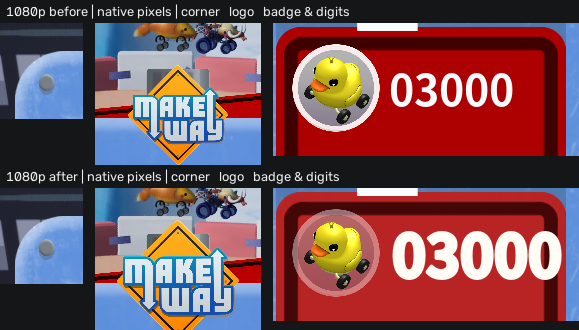 1080p before | native pixels | corner logo badge & digits
MAKE
WAY
03000
1080p after | native pixels | corner logo badge & digits
MAKE
WAY
03000